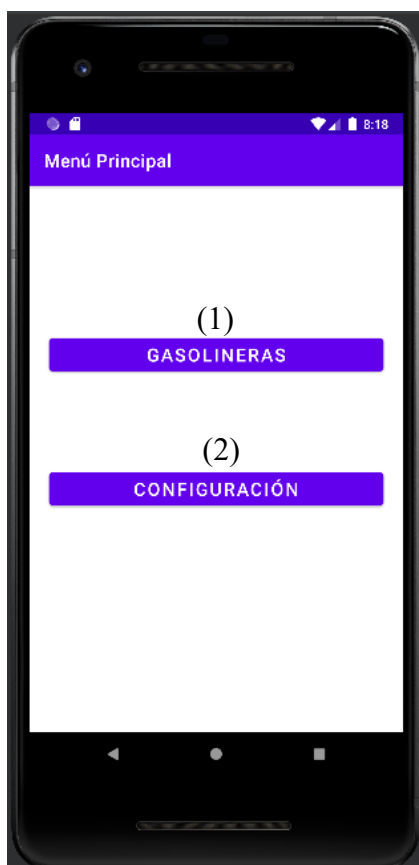 8:18
Menú Principal
(1)
GASOLINERAS
(2)
CONFIGURACIÓN